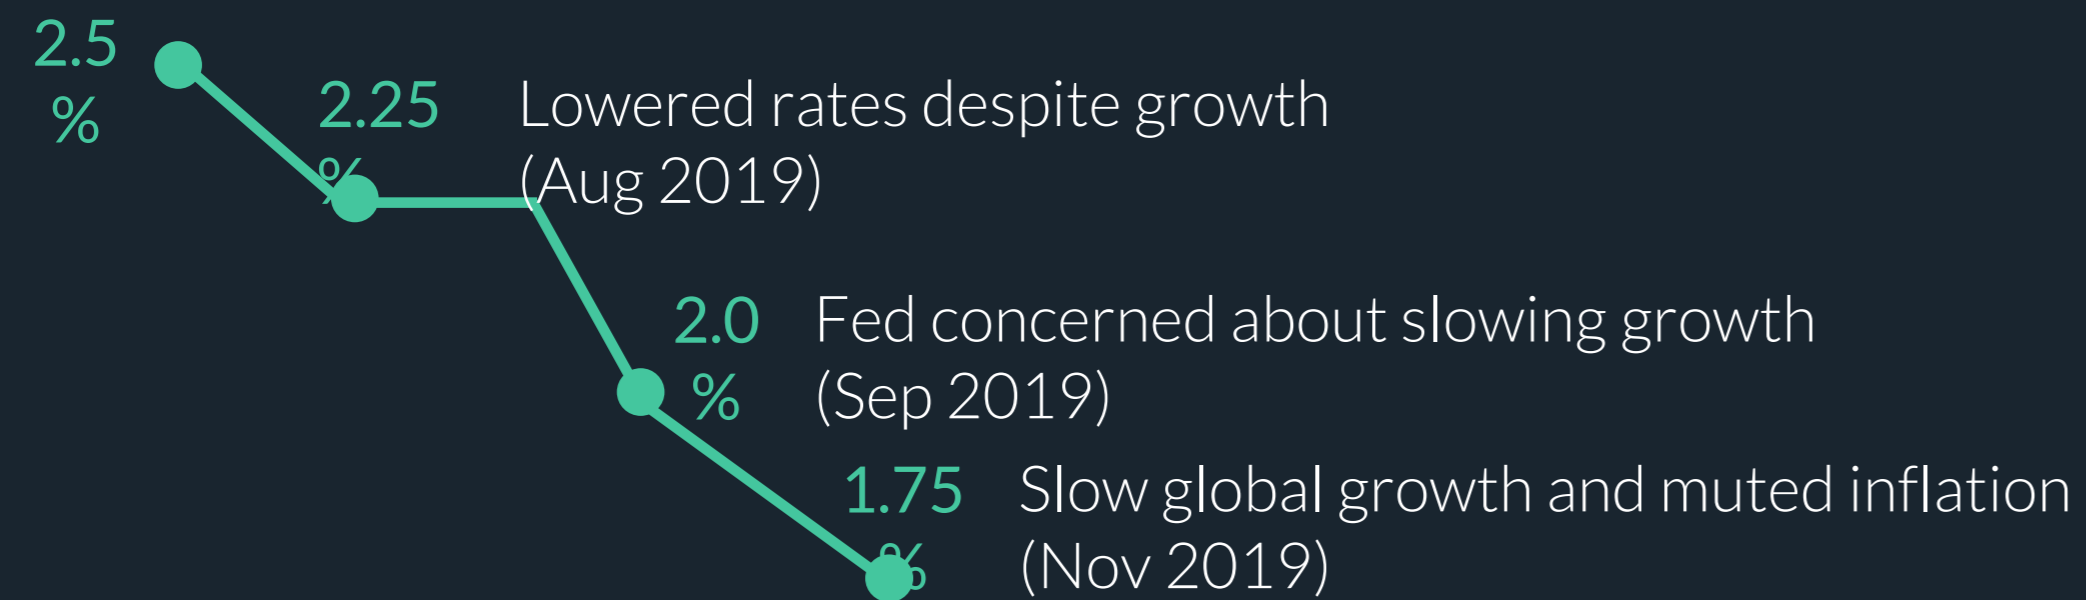 2.5
%
2.25
%
Lowered rates despite growth
(Aug 2019)
2.0
%
Fed concerned about slowing growth
(Sep 2019)
1.75
%
Slow global growth and muted inflation
(Nov 2019)